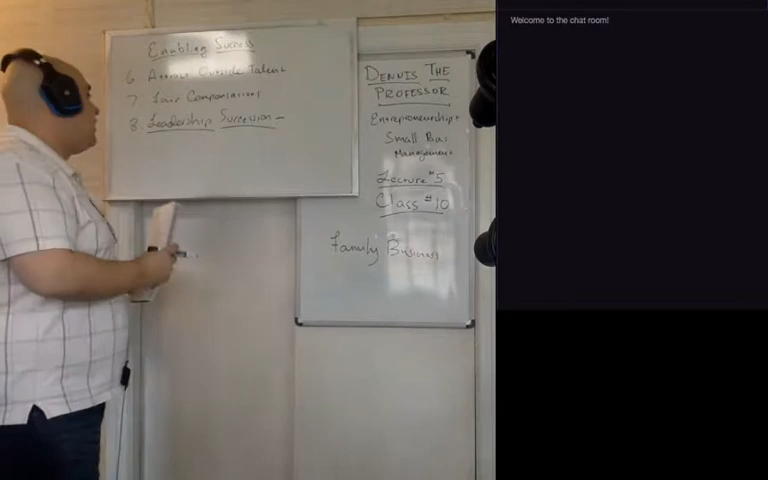 Enabling Success
6 Attract Outside Talent
7 Fair Compensation
8. Leadership Succession -
DENNIS THE
PROFESSOR
Entrepreneurship +
Small Bus
Management
Lecture #5
Class #10
Family Business
Welcome to the chat room!